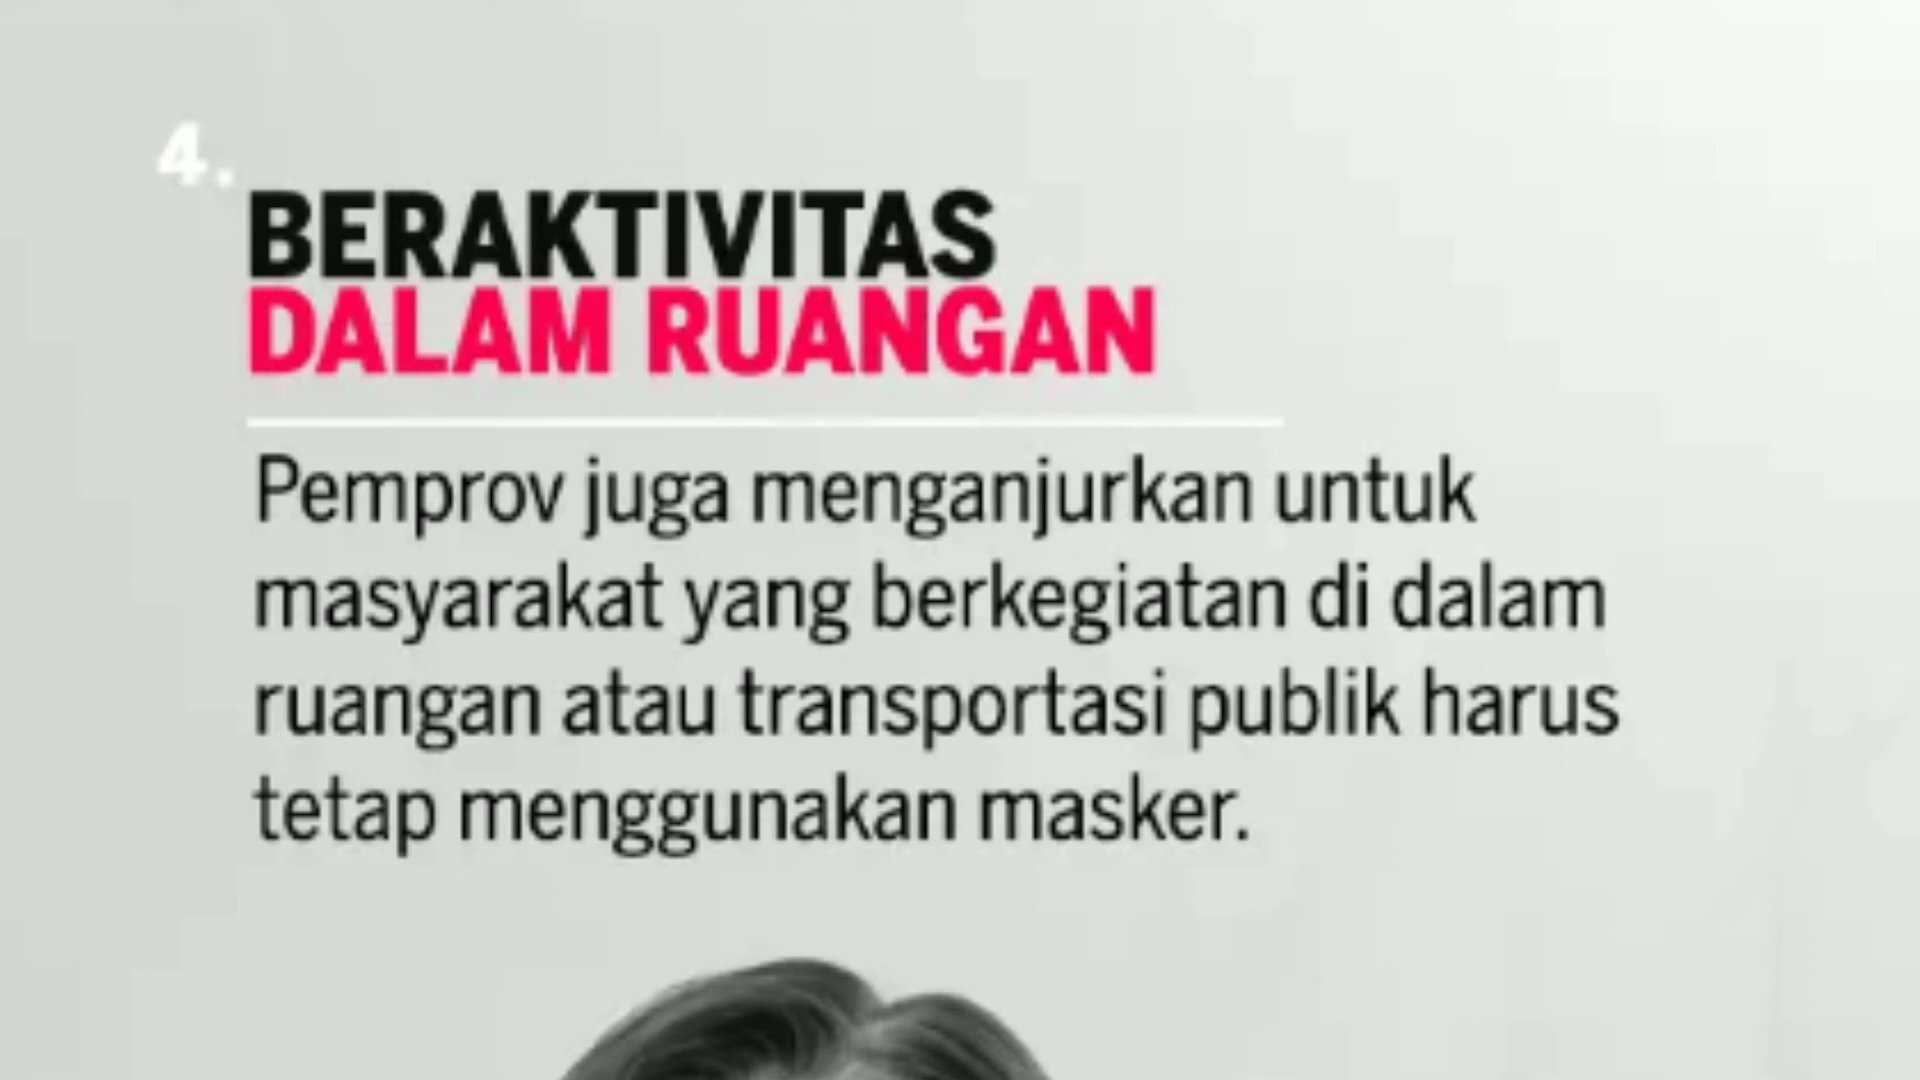 4.
BERAKTIVITAS
DALAM RUANGAN
Pemprov juga menganjurkan untuk
masyarakat yang berkegiatan di dalam
ruangan atau transportasi publik harus
tetap menggunakan masker.